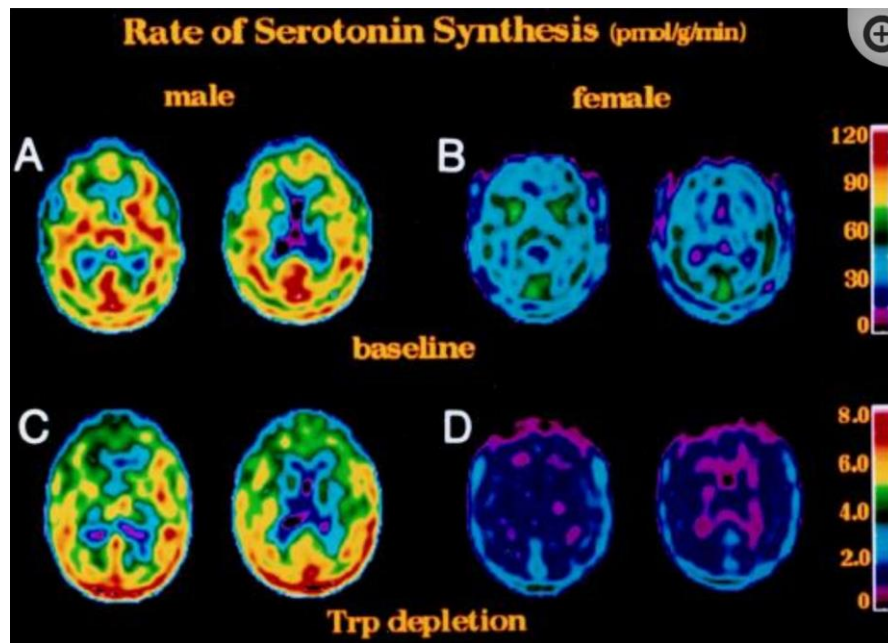 Rate of Serotonin Synthesis (pmol/g/min)
male female
A B
120
90
60
30
0
baseline
C D
8.0
6.0
4.0
2.0
0
Trp depletion